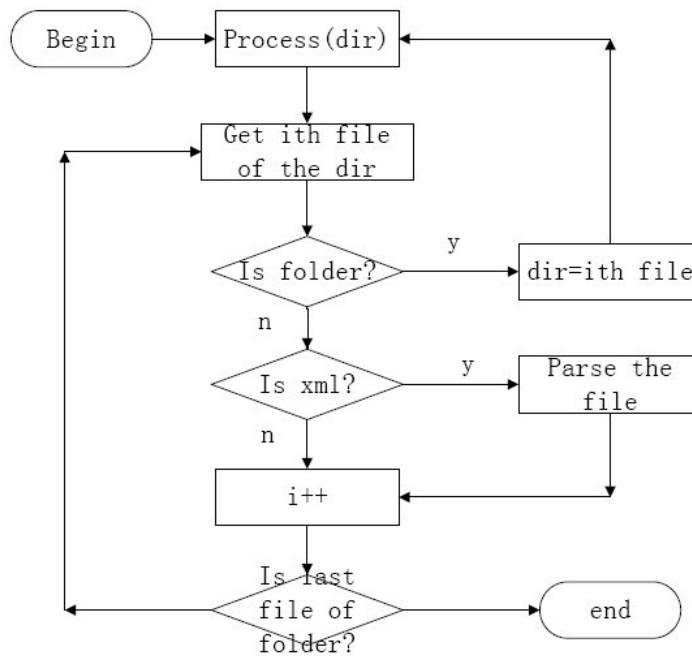 Begin
Process(dir)
Get ith file
of the dir
Is folder?
y
dir=ith file
n
Is xml?
y
Parse the
file
n
i++
Is last
file of
folder?
end